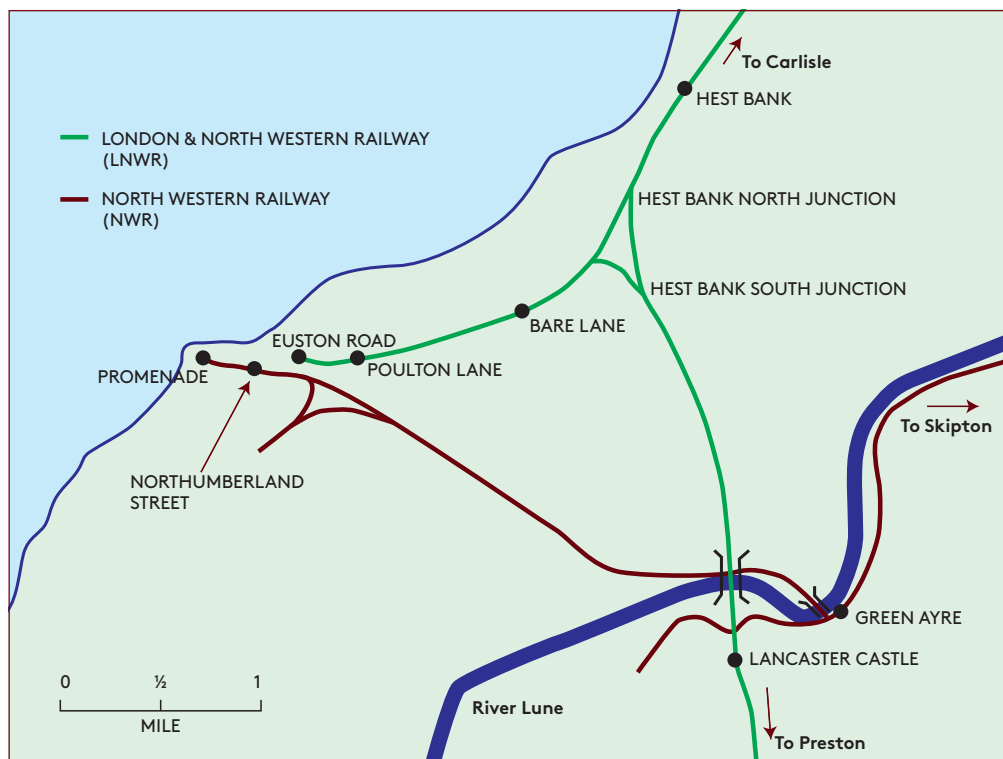 To Carlisle
HEST BANK
LONDON & NORTH WESTERN RAILWAY
(LNWR)
NORTH WESTERN RAILWAY
(NWR)
HEST BANK NORTH JUNCTION
HEST BANK SOUTH JUNCTION
BARE LANE
EUSTON ROAD
POULTON LANE
PROMENADE
To Skipton
NORTHUMBERLAND
STREET
GREEN AYRE
LANCASTER CASTLE
0 ½ 1
MILE
River Lune
To Preston